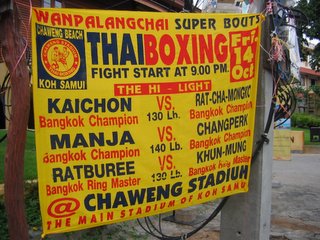 WANPALANGCHAI SUPER BOUTS
CHAWENG BEACH
KOH SAMUI
THAIBOXING
Fri
14
Oct
FIGHT START AT 9.00 PM.
THE HI - LIGHT
KAICHON VS. RAT-CHA-MONGKC
Bangkok Champion 130 Lb. Bangkok Champion
MANJA VS. CHANGPERK
Bangkok Champion 140 Lb. Bangkok Champion
RATBUREE VS. KHUN-MUNG
Bangkok Ring Master 130 Lb. Bangkok Ring Master
@ CHAWENG STADIUM
THE MAIN STADIUM OF KOH SAMUI